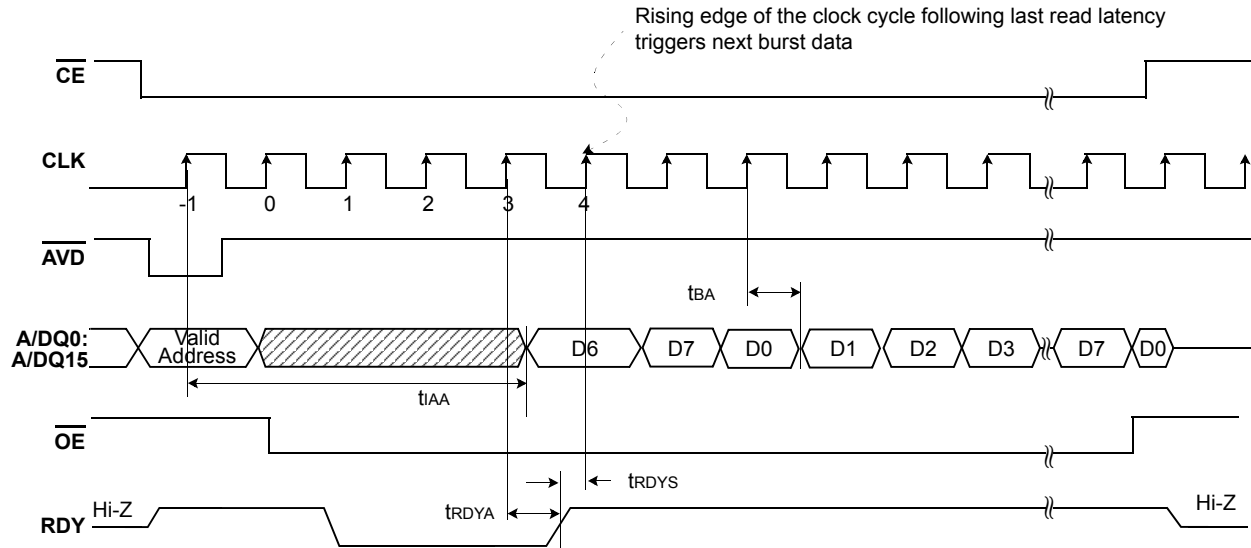 Rising edge of the clock cycle following last read latency
triggers next burst data
CE
CLK
-1 0 1 2 3 4
AVD
tBA
A/DQ0:
A/DQ15
Valid
Address
D6 D7 D0 D1 D2 D3 D7 D0
tIAA
OE
tRDYS
Hi-Z
tRDYA
Hi-Z
RDY